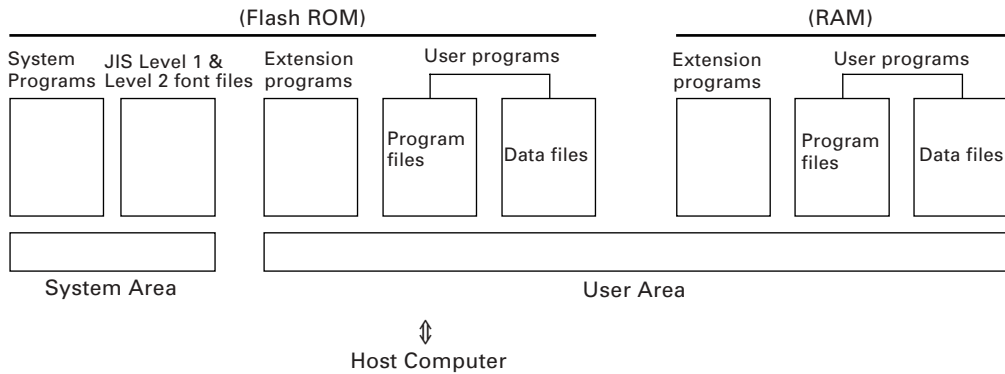 (Flash ROM)
(RAM)
System
Programs
JIS Level 1 &
Level 2 font files
Extension
programs
User programs
Program
files
Data files
Extension
programs
User programs
Program
files
Data files
System Area
User Area
Host Computer